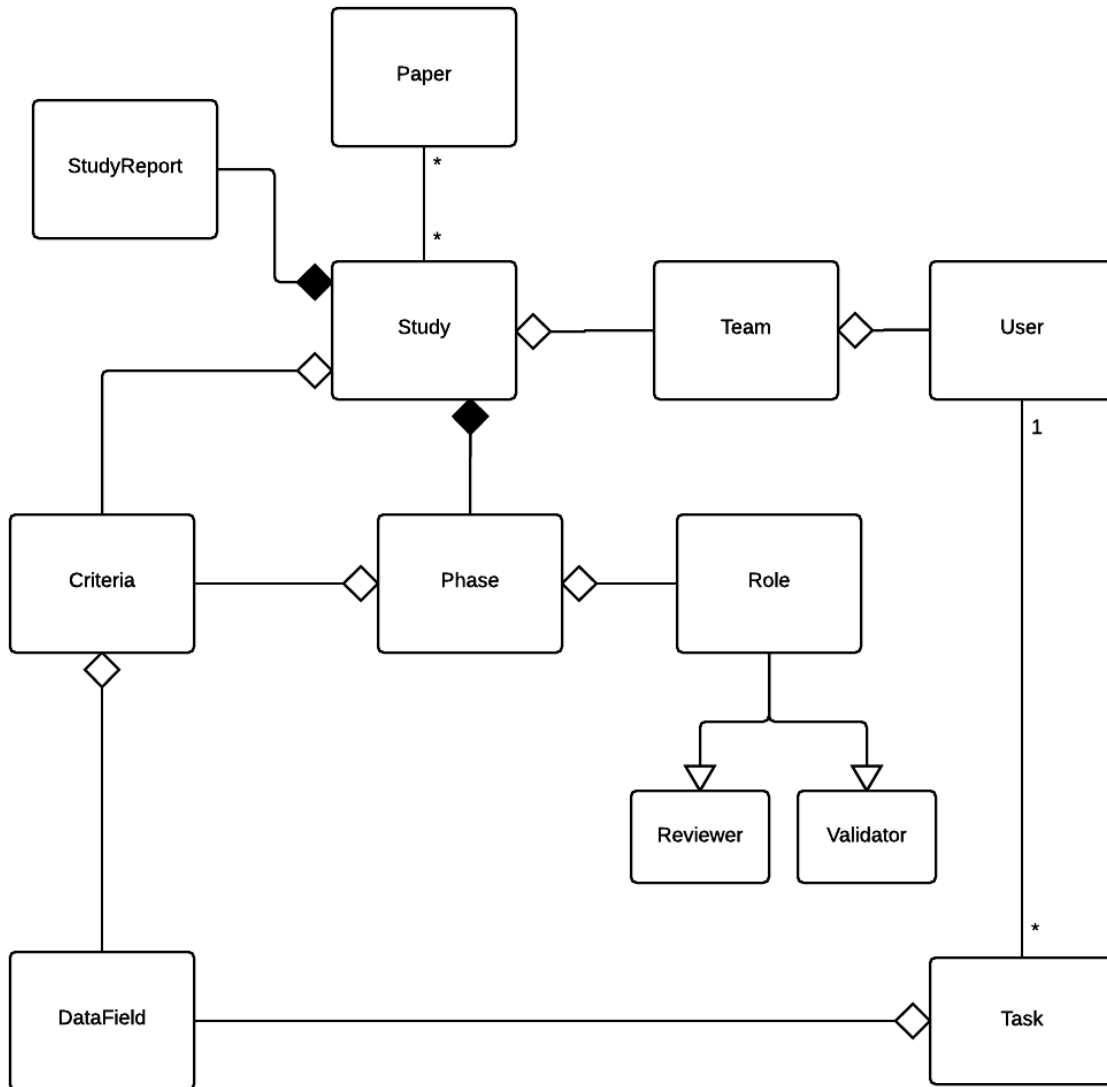 Paper
StudyReport
*
*
Study
Team
User
1
Criteria
Phase
Role
Reviewer
Validator
*
DataField
Task